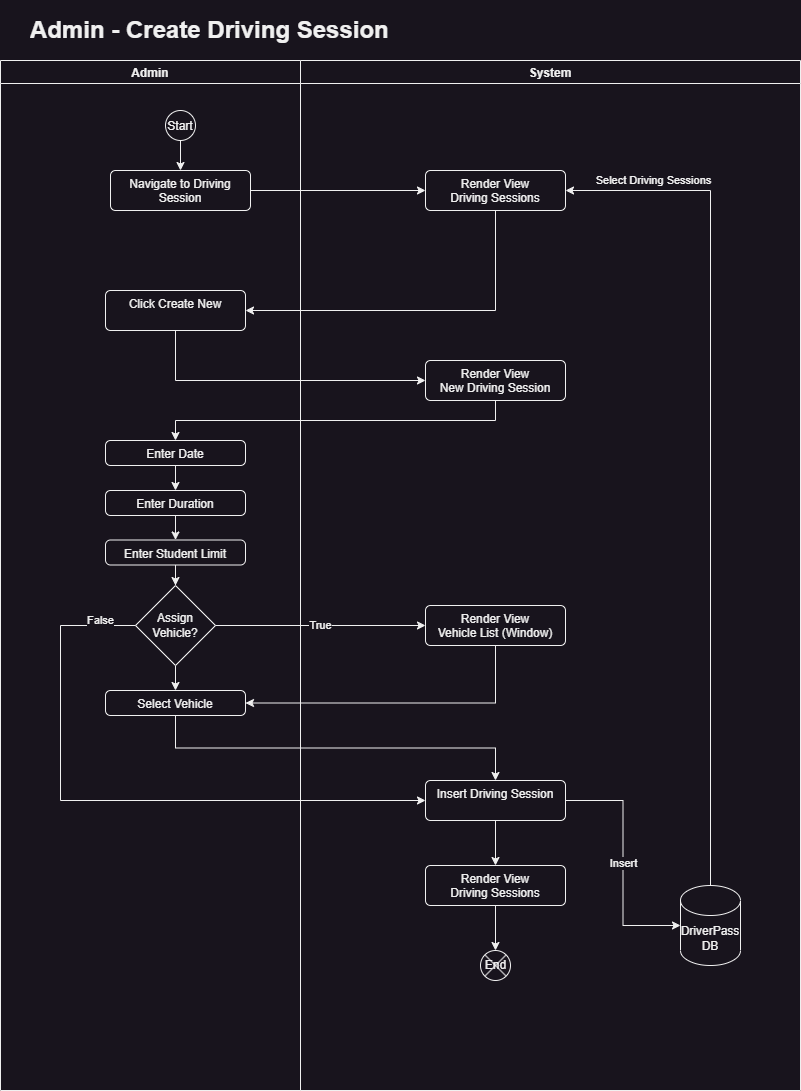 Admin - Create Driving Session
Admin
System
Start
Navigate to Driving
Session
Render View
Driving Sessions
Select Driving Sessions
Click Create New
Render View
New Driving Session
Enter Date
Enter Duration
Enter Student Limit
Assign
Vehicle?
False
True
Render View
Vehicle List (Window)
Select Vehicle
Insert Driving Session
Insert
Render View
Driving Sessions
DriverPass
DB
End